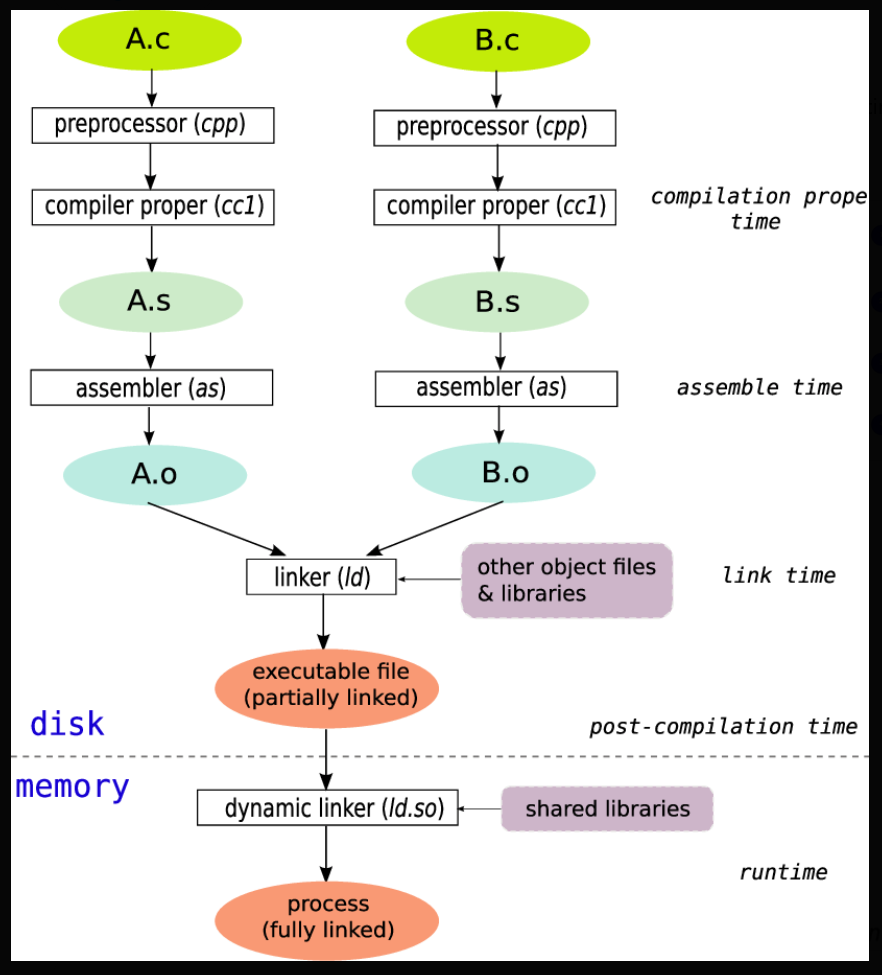 A.c
B.c
preprocessor (cpp)
preprocessor (cpp)
compiler proper (cc1)
compiler proper (cc1)
compilation prope
time
A.s
B.s
assembler (as)
assembler (as)
assemble time
A.o
B.o
linker (ld)
other object files
& libraries
link time
executable file
(partially linked)
disk
post-compilation time
memory
dynamic linker (ld.so)
shared libraries
runtime
process
(fully linked)